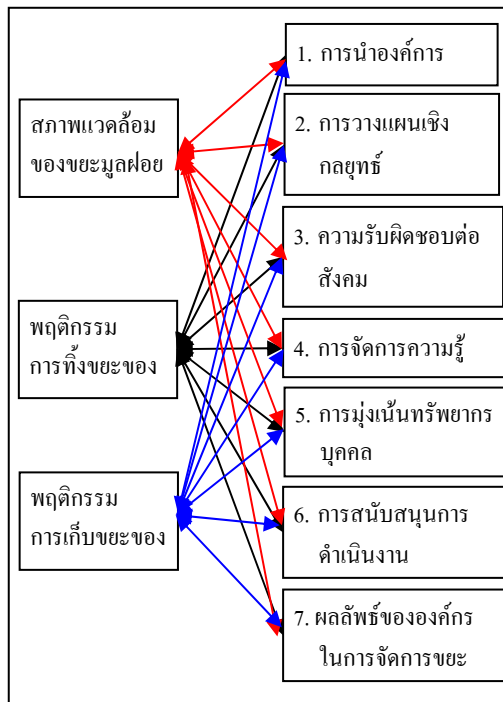 สภาพแวดล้อม
ของขยะมูลฝอย
พฤติกรรม
การทิ้งขยะของ
พฤติกรรม
การเก็บขยะของ
1. การนำองค์การ
2. การวางแผนเชิง
กลยุทธ์
3. ความรับผิดชอบต่อ
สังคม
4. การจัดการความรู้
5. การมุ่งเน้นทรัพยากร
บุคคล
6. การสนับสนุนการ
ดำเนินงาน
7. ผลลัพธ์ขององค์กร
ในการจัดการขยะ